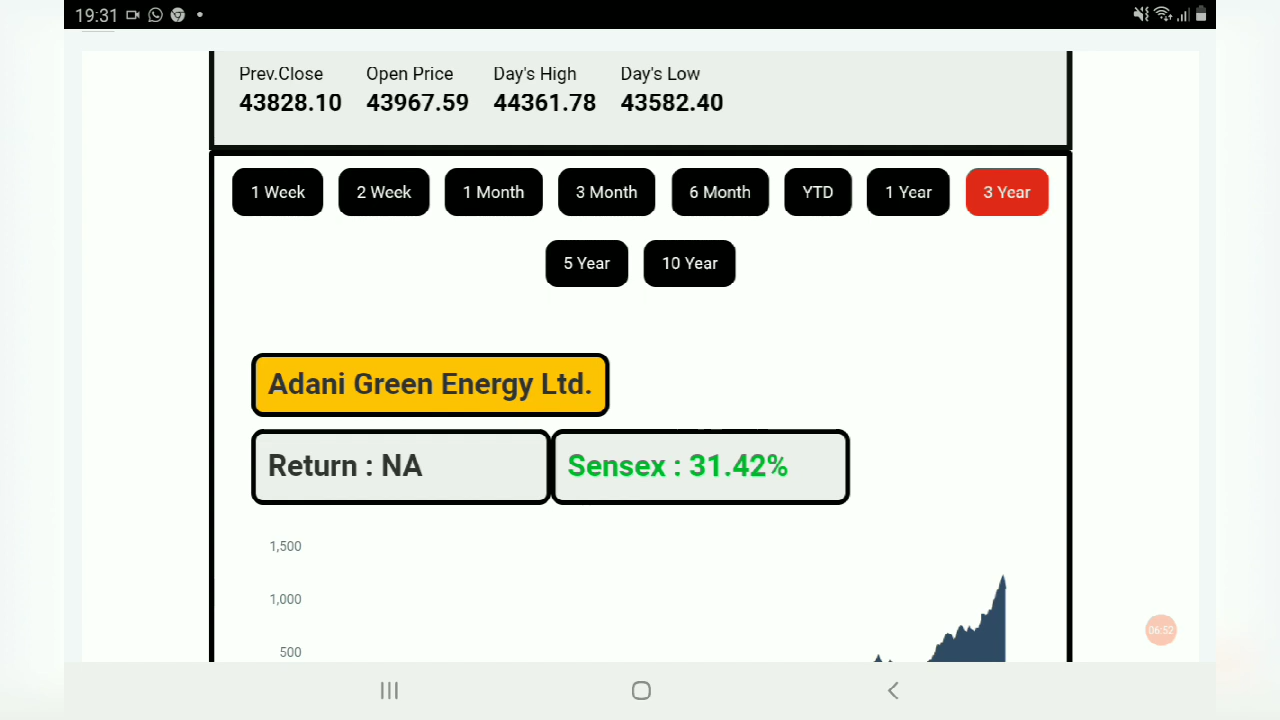 19:31
Prev.Close Open Price Day's High Day's Low
43828.10 43967.59 44361.78 43582.40
1 Week 2 Week 1 Month 3 Month 6 Month YTD 1 Year 3 Year
5 Year 10 Year
Adani Green Energy Ltd.
Return : NA Sensex : 31.42%
1,500
1,000
500
06:52